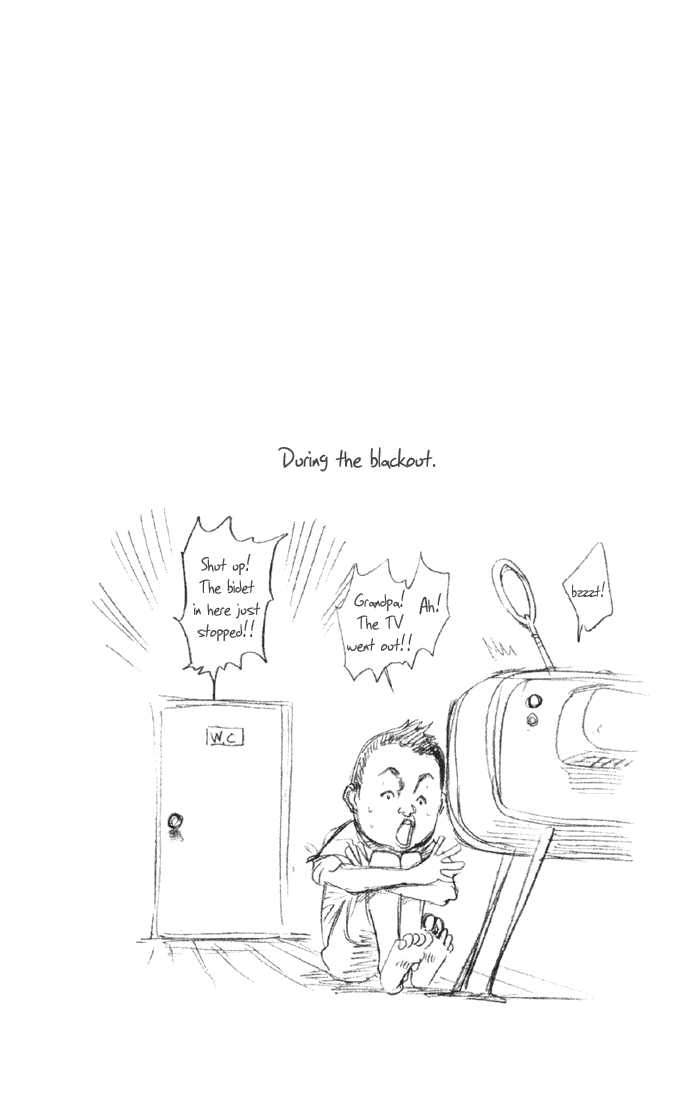 During the blackout.
Shut up!
The bidet
in here just
stopped!!
W.C
Grandpa!
The TV
went out!!
Ah!
bzzzt!